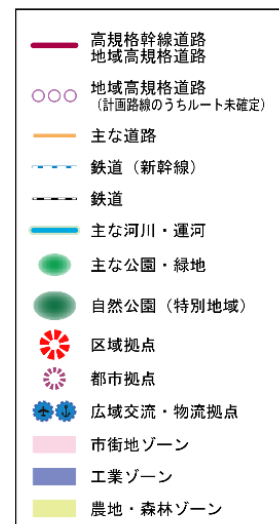 高規格幹線道路
地域高規格道路
地域高規格道路
(計画路線のうちルート未確定)
主な道路
鉄道(新幹線)
鉄道
主な河川・運河
主な公園・緑地
自然公園(特別地域)
区域拠点
都市拠点
広域交流・物流拠点
市街地ゾーン
工業ゾーン
農地・森林ゾーン